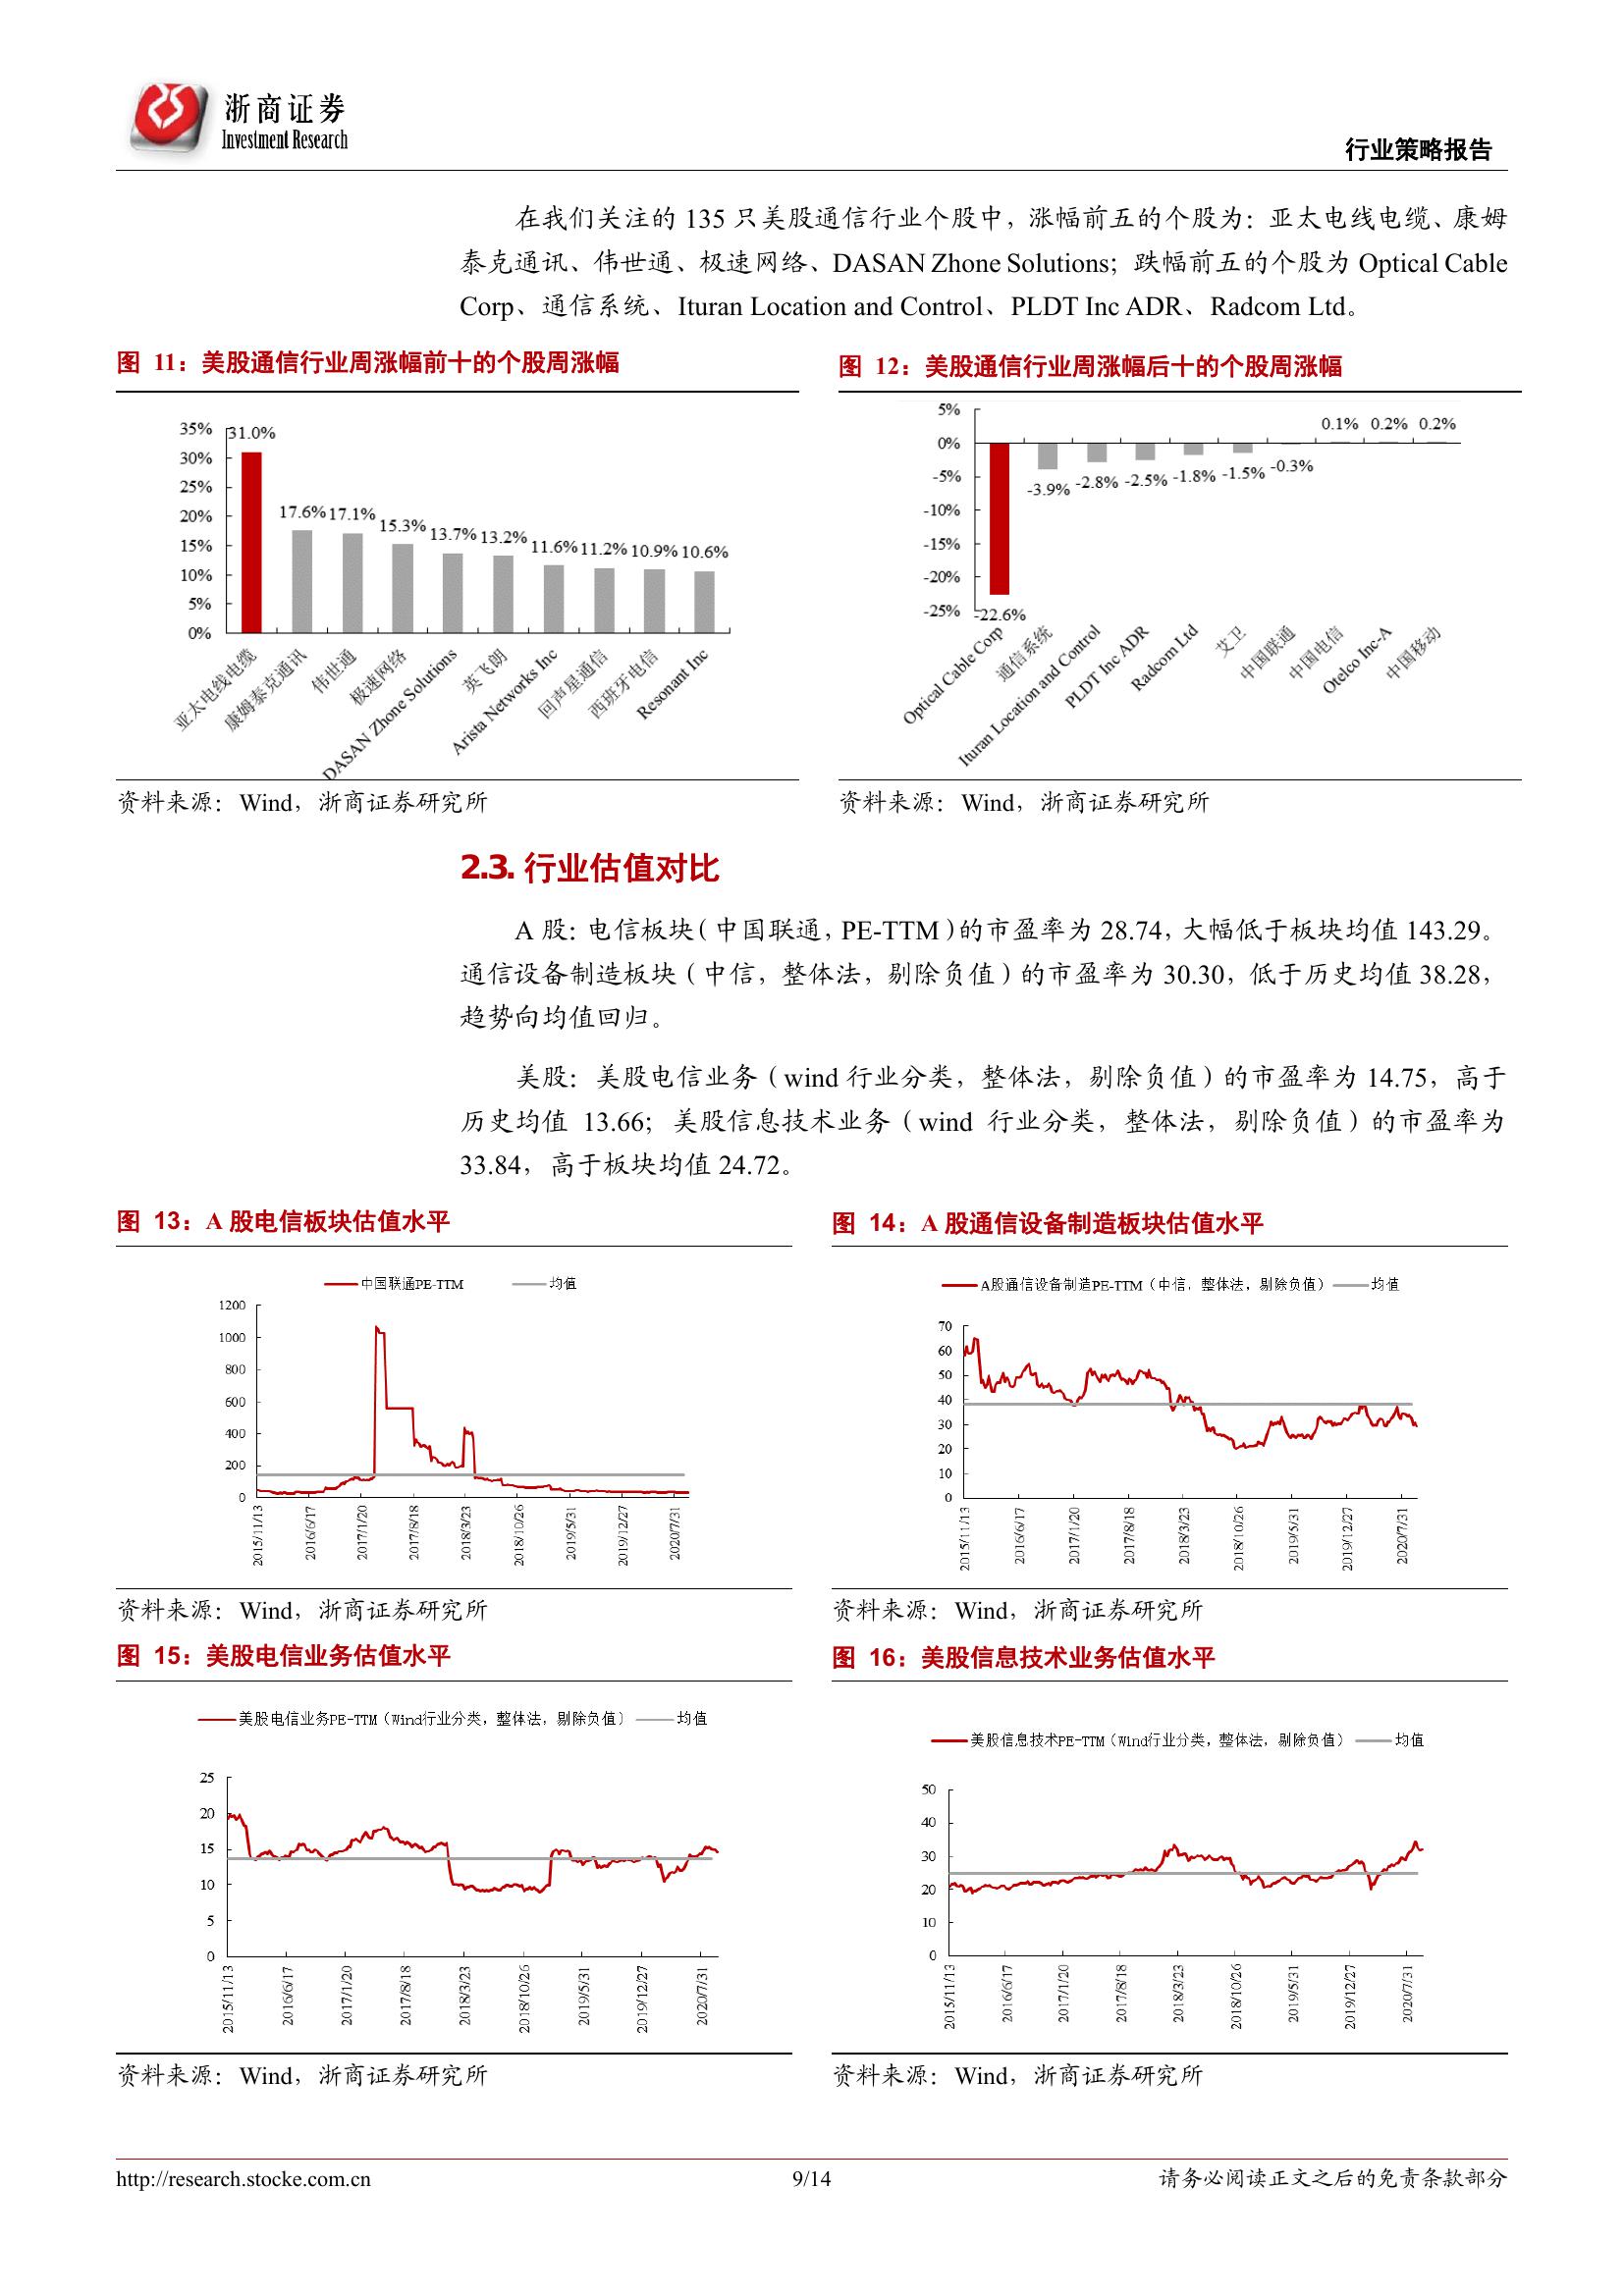 浙商证券
Investment Research
行业策略报告
在我们关注的 135 只美股通信行业个股中，涨幅前五的个股为：亚太电线电缆、康姆
泰克通讯、伟世通、极速网络、DASAN Zhone Solutions；跌幅前五的个股为 Optical Cable
Corp、通信系统、Ituran Location and Control、PLDT Inc ADR、Radcom Ltd。
图 11：美股通信行业周涨幅前十的个股周涨幅
35%
30%
25%
20%
15%
10%
5%
0%
31.0%
17.6%
17.1%
15.3%
13.7%
13.2%
11.6%
11.2%
10.9%
10.6%
亚太电线电缆
康姆泰克通讯
伟世通
极速网络
DASAN Zhone Solutions
英飞朗
Arista Networks Inc
回声星通信
西班牙电信
Resonant Inc
资料来源：Wind，浙商证券研究所
图 12：美股通信行业周涨幅后十的个股周涨幅
5%
0%
-5%
-10%
-15%
-20%
-25%
-22.6%
-3.9%
-2.8%
-2.5%
-1.8%
-1.5%
-0.3%
0.1%
0.2%
0.2%
Optical Cable Corp
通信系统
Ituran Location and Control
PLDT Inc ADR
Radcom Ltd
艾卫
中国联通
中国电信
Otelco Inc-A
中国移动
资料来源：Wind，浙商证券研究所
2.3. 行业估值对比
A 股：电信板块（中国联通，PE-TTM）的市盈率为 28.74，大幅低于板块均值 143.29。
通信设备制造板块（中信，整体法，剔除负值）的市盈率为 30.30，低于历史均值 38.28，
趋势向均值回归。
美股：美股电信业务（wind 行业分类，整体法，剔除负值）的市盈率为 14.75，高于
历史均值 13.66；美股信息技术业务（wind 行业分类，整体法，剔除负值）的市盈率为
33.84，高于板块均值 24.72。
图 13：A 股电信板块估值水平
中国联通PE-TTM
均值
1200
1000
800
600
400
200
0
2015/11/13
2016/6/17
2017/1/20
2017/8/18
2018/3/23
2018/10/26
2019/5/31
2019/12/27
2020/7/31
资料来源：Wind，浙商证券研究所
图 14：A 股通信设备制造板块估值水平
A股通信设备制造PE-TTM（中信，整体法，剔除负值）
均值
70
60
50
40
30
20
10
0
2015/11/13
2016/6/17
2017/1/20
2017/8/18
2018/3/23
2018/10/26
2019/5/31
2019/12/27
2020/7/31
资料来源：Wind，浙商证券研究所
图 15：美股电信业务估值水平
美股电信业务PE-TTM（Wind行业分类，整体法，剔除负值）
均值
25
20
15
10
5
0
2015/11/13
2016/6/17
2017/1/20
2017/8/18
2018/3/23
2018/10/26
2019/5/31
2019/12/27
2020/7/31
资料来源：Wind，浙商证券研究所
图 16：美股信息技术业务估值水平
美股信息技术PE-TTM（Wind行业分类，整体法，剔除负值）
均值
50
40
30
20
10
0
2015/11/13
2016/6/17
2017/1/20
2017/8/18
2018/3/23
2018/10/26
2019/5/31
2019/12/27
2020/7/31
资料来源：Wind，浙商证券研究所
http://research.stocke.com.cn
9/14
请务必阅读正文之后的免责条款部分